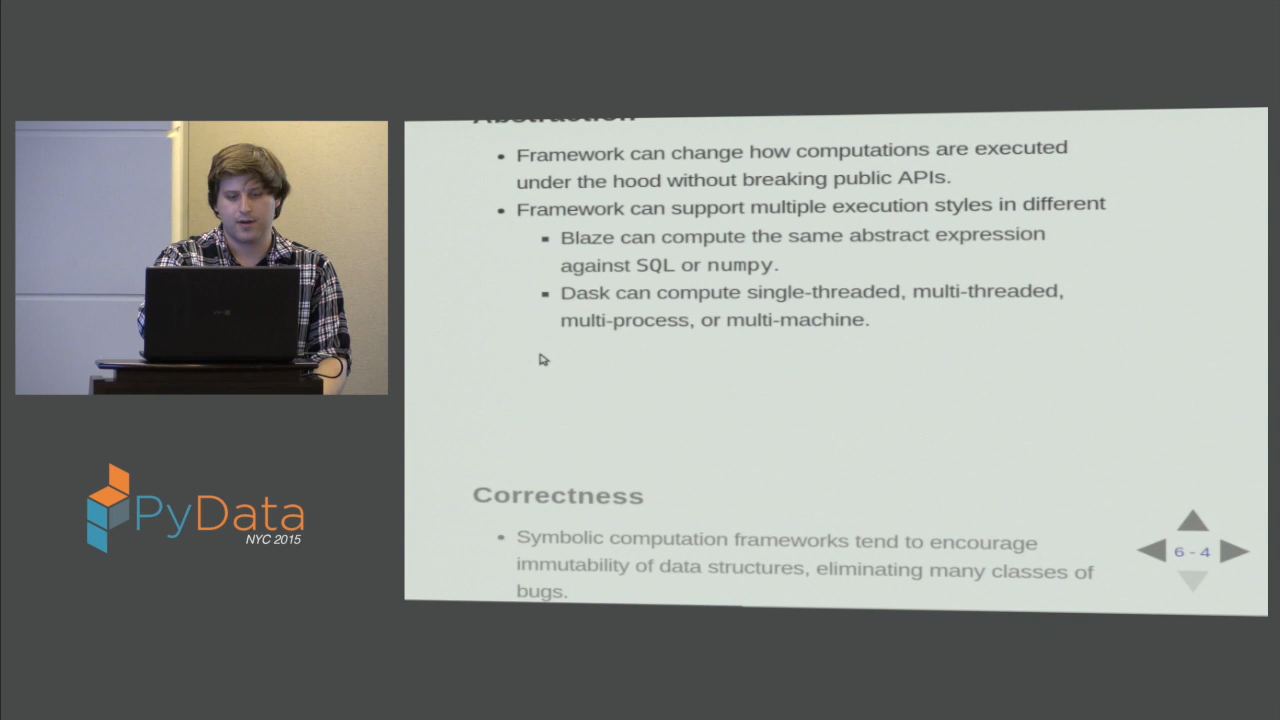 Abstraction
Framework can change how computations are executed
under the hood without breaking public APIs.
Framework can support multiple execution styles in different
Blaze can compute the same abstract expression
against SQL or numpy.
Dask can compute single-threaded, multi-threaded,
multi-process, or multi-machine.
Correctness
Symbolic computation frameworks tend to encourage
immutability of data structures, eliminating many classes of
bugs.
6 - 4
PyData
NYC 2015